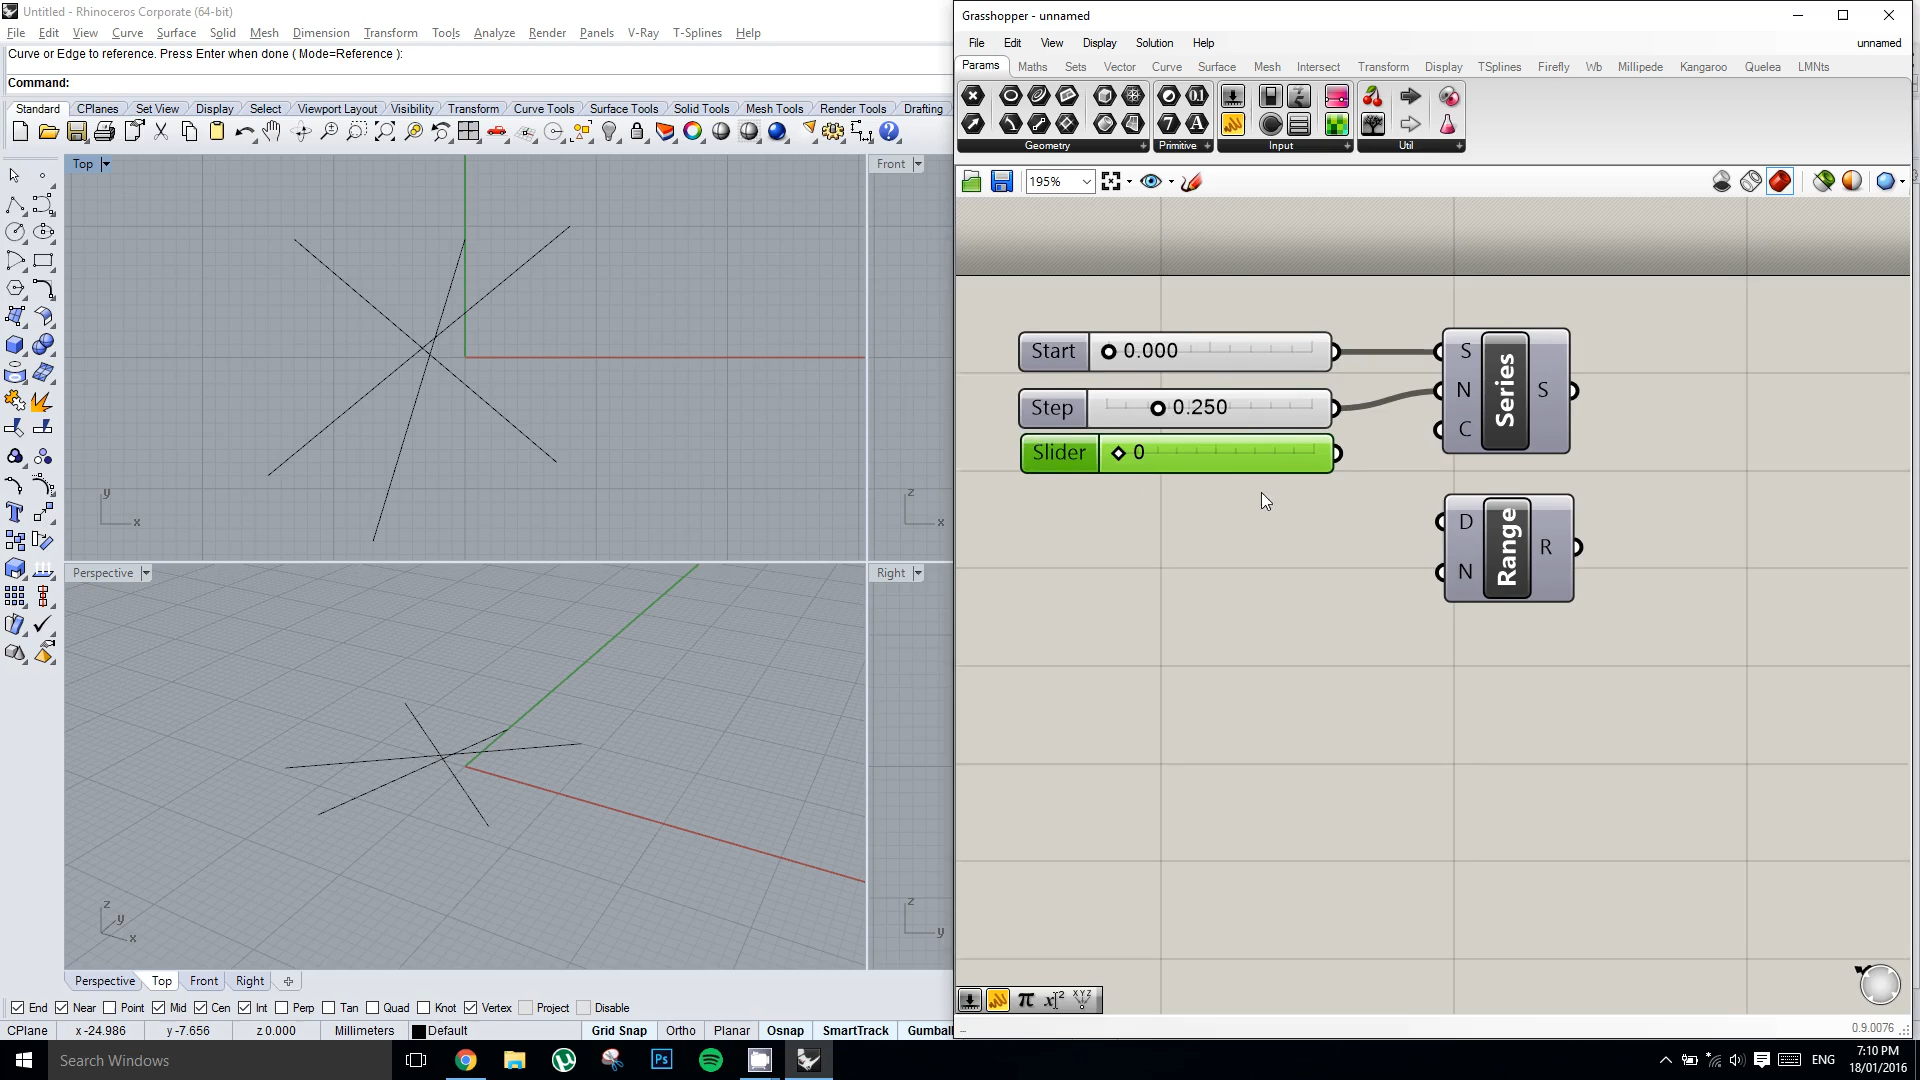 Untitled - Rhinoceros Corporate (64-bit)
File Edit View Curve Surface Solid Mesh Dimension Transform Tools Analyze Render Panels V-Ray T-Splines Help
Curve or Edge to reference. Press Enter when done ( Mode=Reference ):
Command:
Standard CPlanes Set View Display Select Viewport Layout Visibility Transform Curve Tools Surface Tools Solid Tools Mesh Tools Render Tools Drafting
Top
Front
y
x
z
x
Perspective
Right
z
y
x
z
y
Perspective Top Front Right
End Near Point Mid Cen Int Perp Tan Quad Knot Vertex Project Disable
CPlane x -24.986 y -7.656 z 0.000 Millimeters Default Grid Snap Ortho Planar Osnap SmartTrack Gumball
Grasshopper - unnamed
File Edit View Display Solution Help unnamed
Params Maths Sets Vector Curve Surface Mesh Intersect Transform Display TSplines Firefly Wb Millipede Kangaroo Quelea LMNts
Geometry Primitive Input Util
195%
Start 0.000
Step 0.250
Slider 0
S
N
C
Series
S
D
N
Range
R
0.9.0076
Search Windows
ENG
7:10 PM
18/01/2016